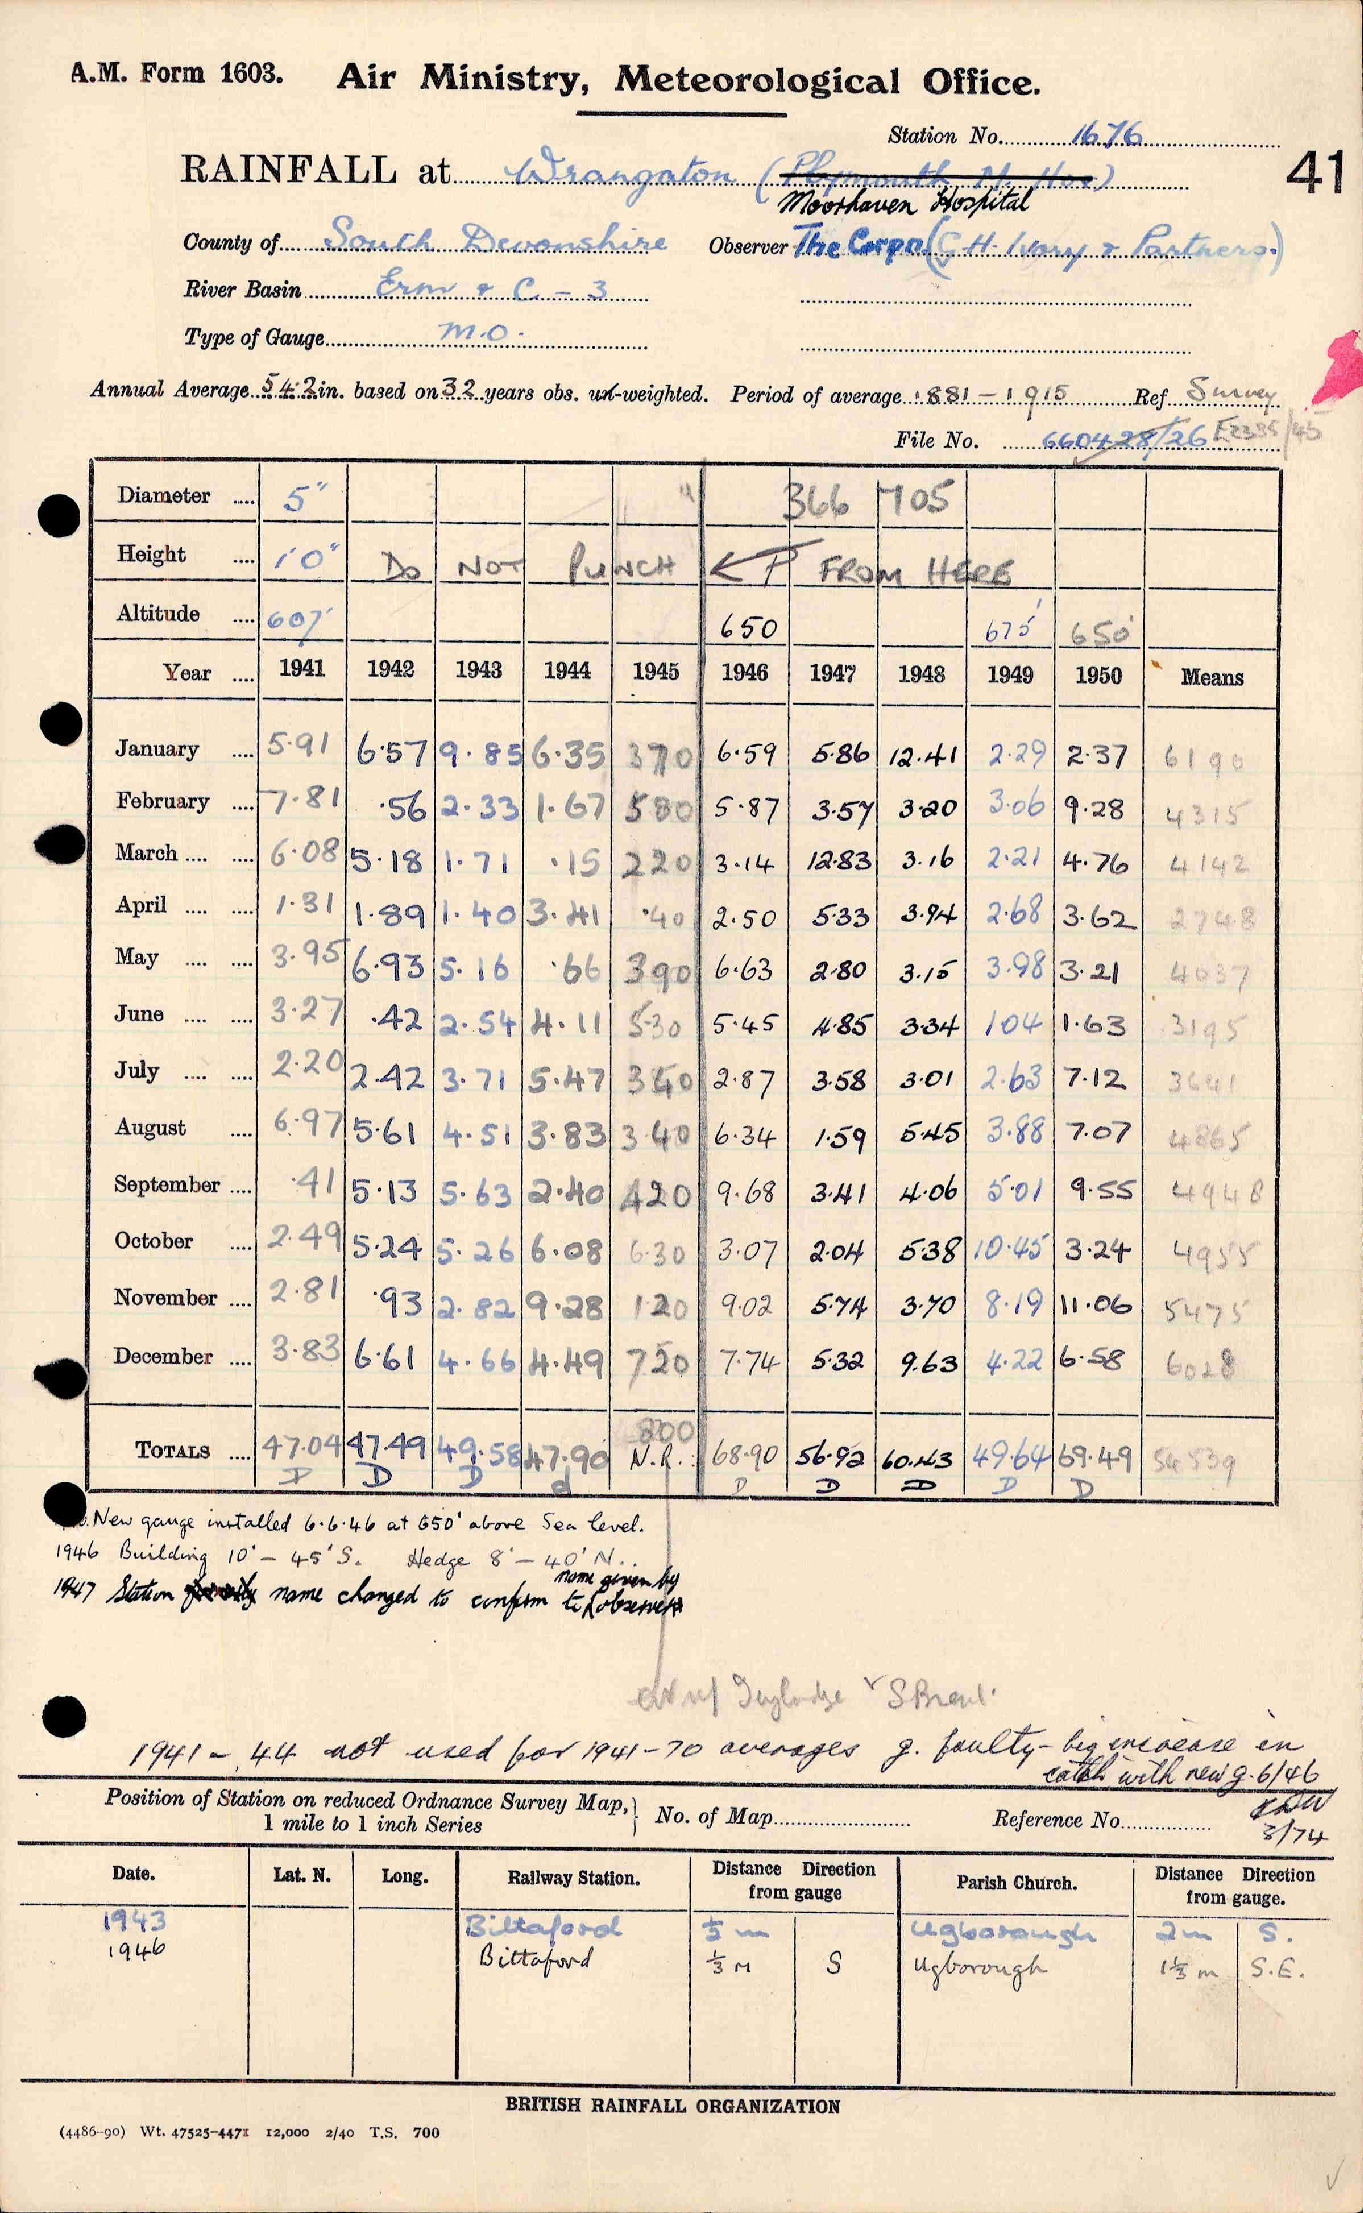 A.M. Form 1603. Air Ministry, Meteorological Office.
Station No. 1676
RAINFALL at Wrangaton (Plymouth M. Hos) 41
Moorhaven Hospital
County of South Devonshire Observer The Corpn. (G.H. Ivory & Partners.)
River Basin Erm & C - 3
Type of Gauge M.O.
Annual Average 54.2 in. based on 32 years obs. un-weighted. Period of average 1881 - 1915 Ref. Survey
File No. 660428/26 E2335/45
Diameter .... 5" 366 705
Height .... 1'0" DO NOT PUNCH ← P FROM HERE
Altitude .... 607' 650 675' 650'
Year .... 1941 1942 1943 1944 1945 1946 1947 1948 1949 1950 Means
January .... 5.91 6.57 9.85 6.35 370 6.59 5.86 12.41 2.29 2.37 6190
February .... 7.81 .56 2.33 1.67 580 5.87 3.57 3.20 3.06 9.28 4315
March .... .... 6.08 5.18 1.71 .15 220 3.14 12.83 3.16 2.21 4.76 4142
April .... .... 1.31 1.89 1.40 3.41 .40 2.50 5.33 3.94 2.68 3.62 2748
May .... .... 3.95 6.93 5.16 .66 390 6.63 2.80 3.15 3.98 3.21 4037
June .... .... 3.27 .42 2.54 4.11 530 5.45 4.85 3.34 1.04 1.63 3195
July .... .... 2.20 2.42 3.71 5.47 340 2.87 3.58 3.01 2.63 7.12 3641
August .... 6.97 5.61 4.51 3.83 340 6.34 1.59 5.45 3.88 7.07 4865
September .... .41 5.13 5.63 2.40 420 9.68 3.41 4.06 5.01 9.55 4948
October .... 2.49 5.24 5.26 6.08 6.30 3.07 2.04 5.38 10.45 3.24 4955
November .... 2.81 .93 2.82 9.28 120 9.02 5.74 3.70 8.19 11.06 5475
December .... 3.83 6.61 4.66 4.49 720 7.74 5.32 9.63 4.22 6.58 6028
800
TOTALS .... 47.04 47.49 49.58 47.90 N.R. 68.90 56.92 60.43 49.64 69.49 54539
D D D d D D D D D
New gauge installed 6.6.46 at 650' above Sea level.
1946 Building 10' - 45' S. Hedge 8' - 40' N.
name given by
1947 Station name changed to confirm to observers
S Brent.
1941 - 44 not used for 1941-70 averages g. faulty - big increase in
catch with new g. 6/46
3/74
Position of Station on reduced Ordnance Survey Map, } No. of Map Reference No.
1 mile to 1 inch Series
Date. Lat. N. Long. Railway Station. Distance Direction from gauge Parish Church. Distance Direction from gauge.
1943 Bittaford 1/3 m Ugborough 2m S.
1946 Bittaford 1/3 M S Ugborough 1 1/3 m S.E.
BRITISH RAINFALL ORGANIZATION
(4486-90) Wt. 47525-4471 12,000 2/40 T.S. 700